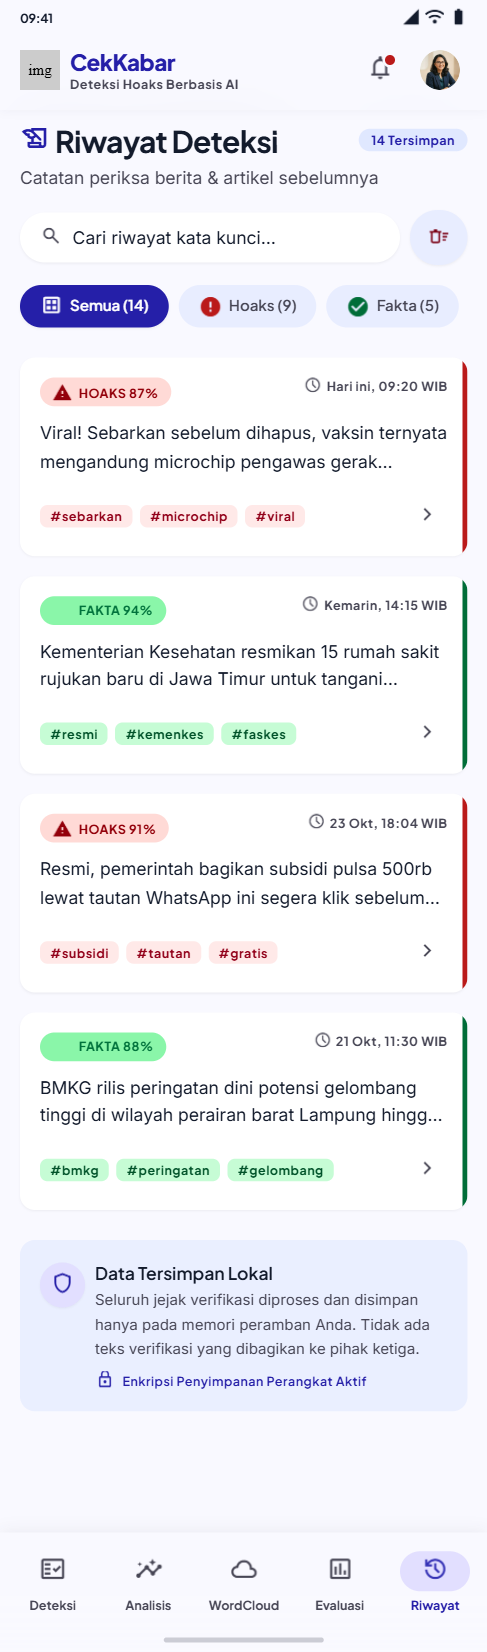 09:41
img
CekKabar
Deteksi Hoaks Berbasis AI
Riwayat Deteksi
14 Tersimpan
Catatan periksa berita & artikel sebelumnya
Cari riwayat kata kunci...
Semua (14)
Hoaks (9)
Fakta (5)
HOAKS 87%
Hari ini, 09:20 WIB
Viral! Sebarkan sebelum dihapus, vaksin ternyata
mengandung microchip pengawas gerak...
#sebarkan #microchip #viral
FAKTA 94%
Kemarin, 14:15 WIB
Kementerian Kesehatan resmikan 15 rumah sakit
rujukan baru di Jawa Timur untuk tangani...
#resmi #kemenkes #faskes
HOAKS 91%
23 Okt, 18:04 WIB
Resmi, pemerintah bagikan subsidi pulsa 500rb
lewat tautan WhatsApp ini segera klik sebelum...
#subsidi #tautan #gratis
FAKTA 88%
21 Okt, 11:30 WIB
BMKG rilis peringatan dini potensi gelombang
tinggi di wilayah perairan barat Lampung hingg...
#bmkg #peringatan #gelombang
Data Tersimpan Lokal
Seluruh jejak verifikasi diproses dan disimpan
hanya pada memori peramban Anda. Tidak ada
teks verifikasi yang dibagikan ke pihak ketiga.
Enkripsi Penyimpanan Perangkat Aktif
Deteksi
Analisis
WordCloud
Evaluasi
Riwayat